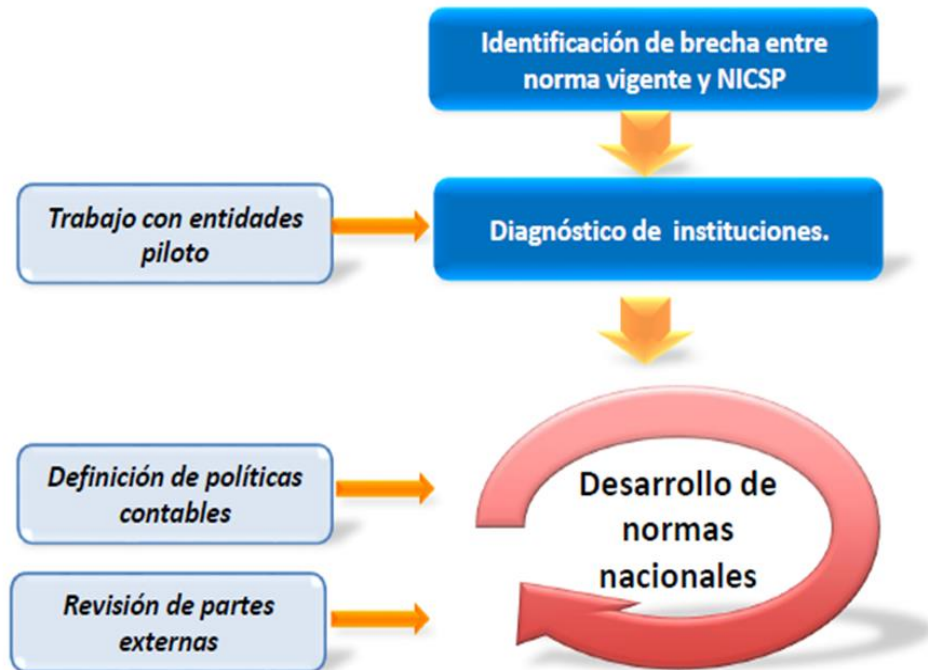 Identificación de brecha entre
norma vigente y NICSP
Trabajo con entidades
piloto
Diagnóstico de instituciones.
Definición de políticas
contables
Desarrollo de
normas
nacionales
Revisión de partes
externas